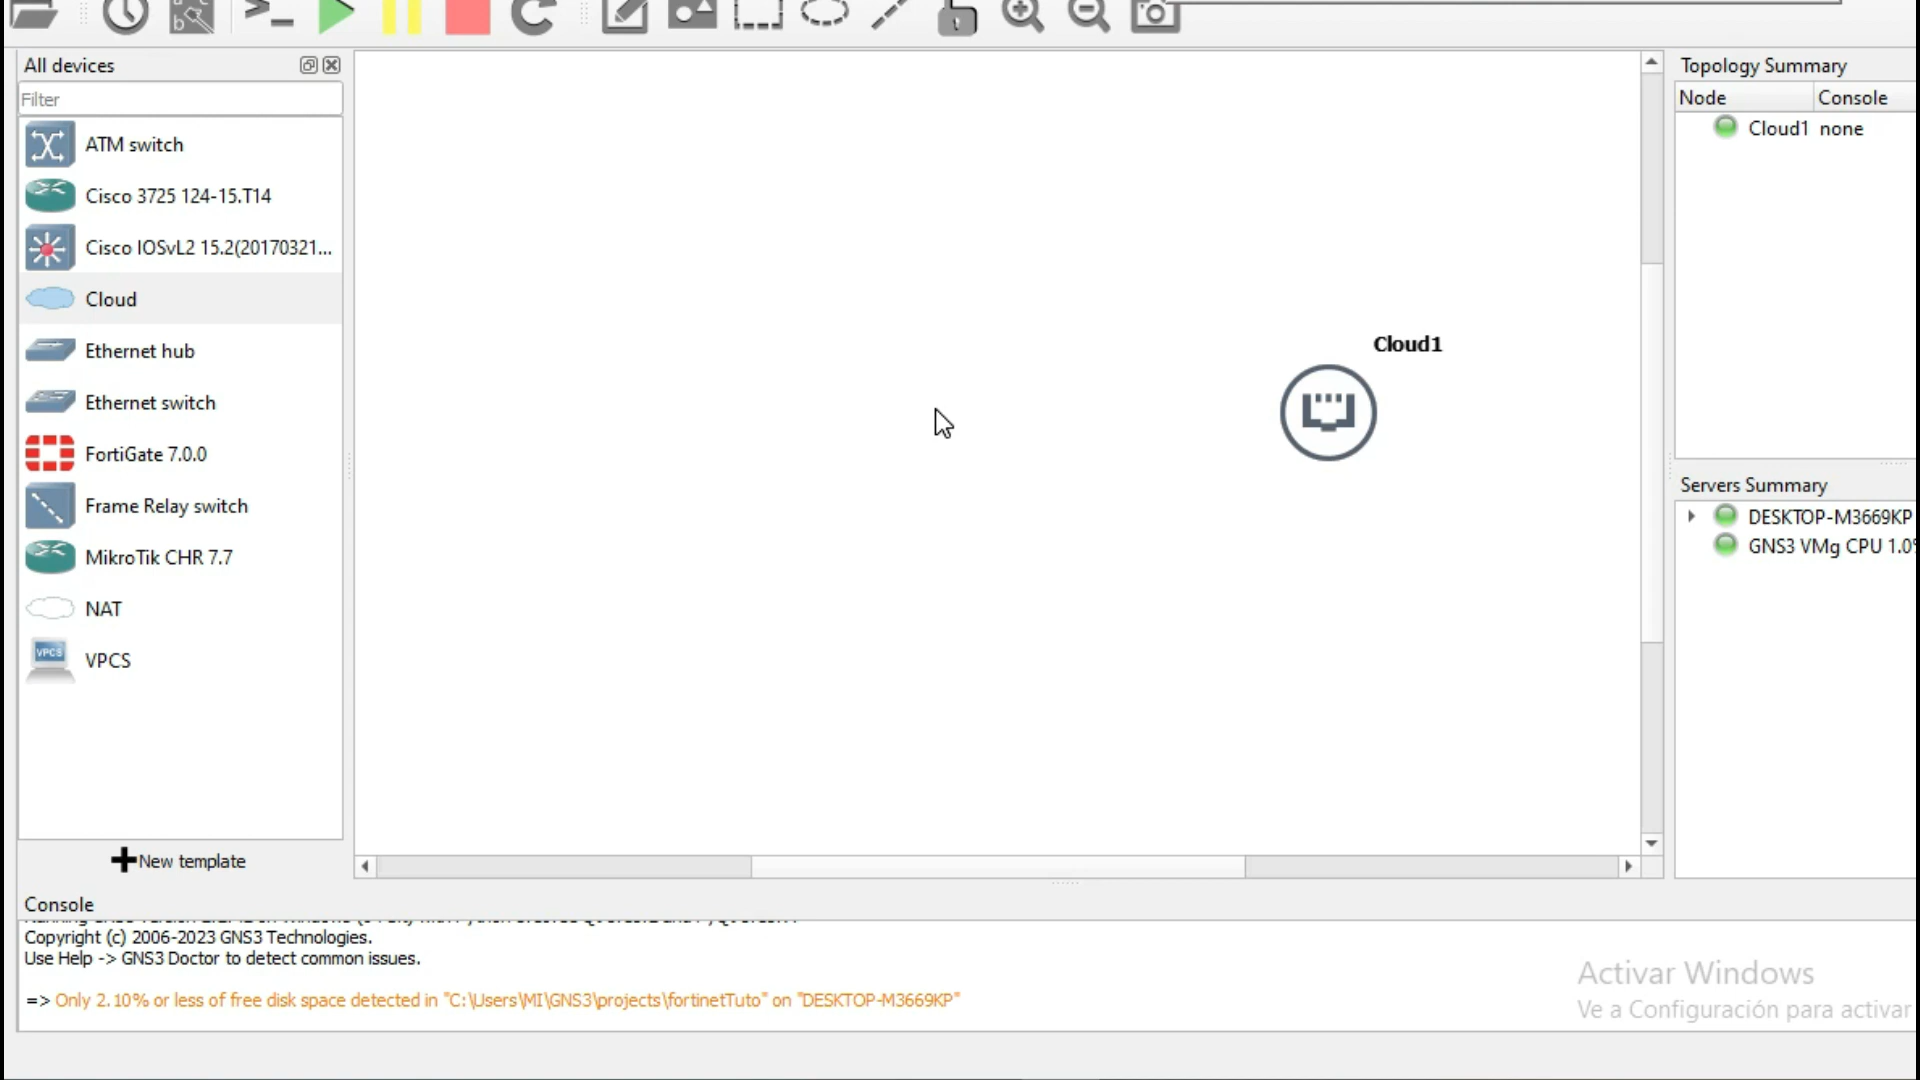 All devices
Filter
ATM switch
Cisco 3725 124-15.T14
Cisco IOSvL2 15.2(20170321...
Cloud
Ethernet hub
Ethernet switch
FortiGate 7.0.0
Frame Relay switch
MikroTik CHR 7.7
NAT
VPCS
VPCS
New template
Cloud1
Topology Summary
Node Console
Cloud1 none
Servers Summary
DESKTOP-M3669KP
GNS3 VMg CPU 1.0
Console
Copyright (c) 2006-2023 GNS3 Technologies.
Use Help -> GNS3 Doctor to detect common issues.
=> Only 2.10% or less of free disk space detected in "C:\Users\MI\GNS3\projects\fortinetTuto" on "DESKTOP-M3669KP"
Activar Windows
Ve a Configuración para activar